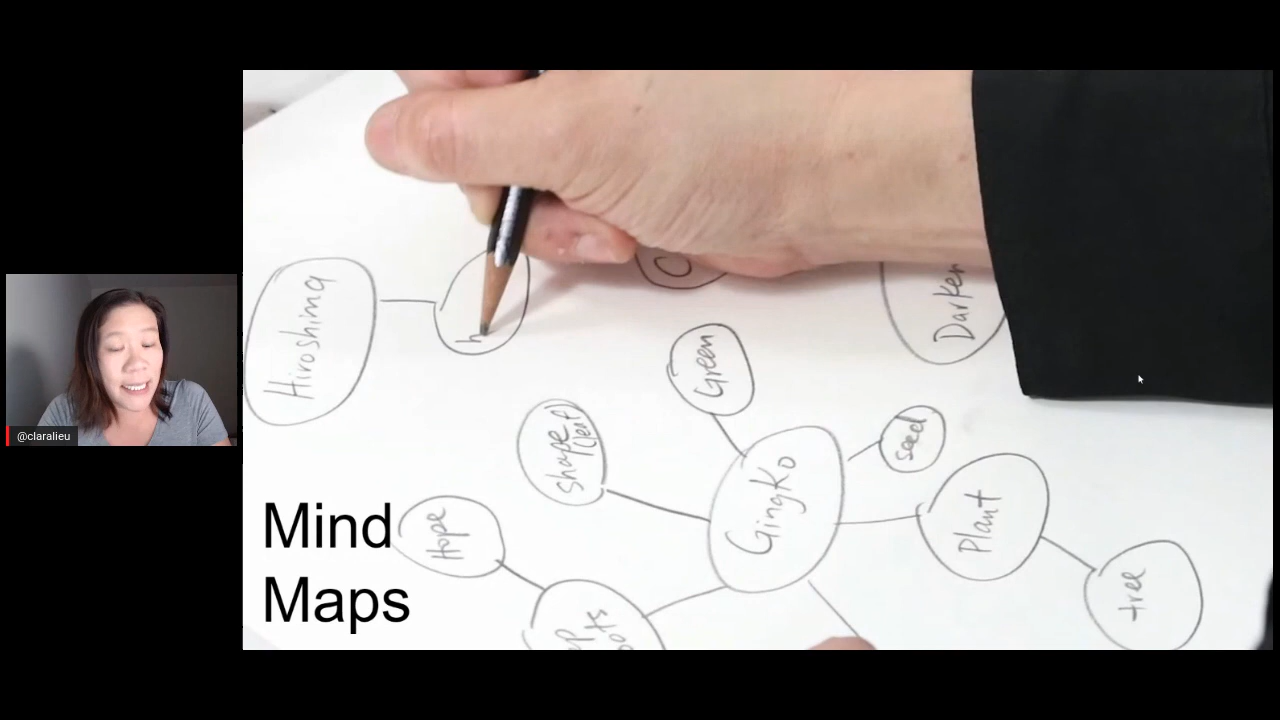 @claralieu
Mind
Maps
Hiroshima
h
C
Darker
Green
Shape
(leaf)
seed
Gingko
Plant
Hope
tree